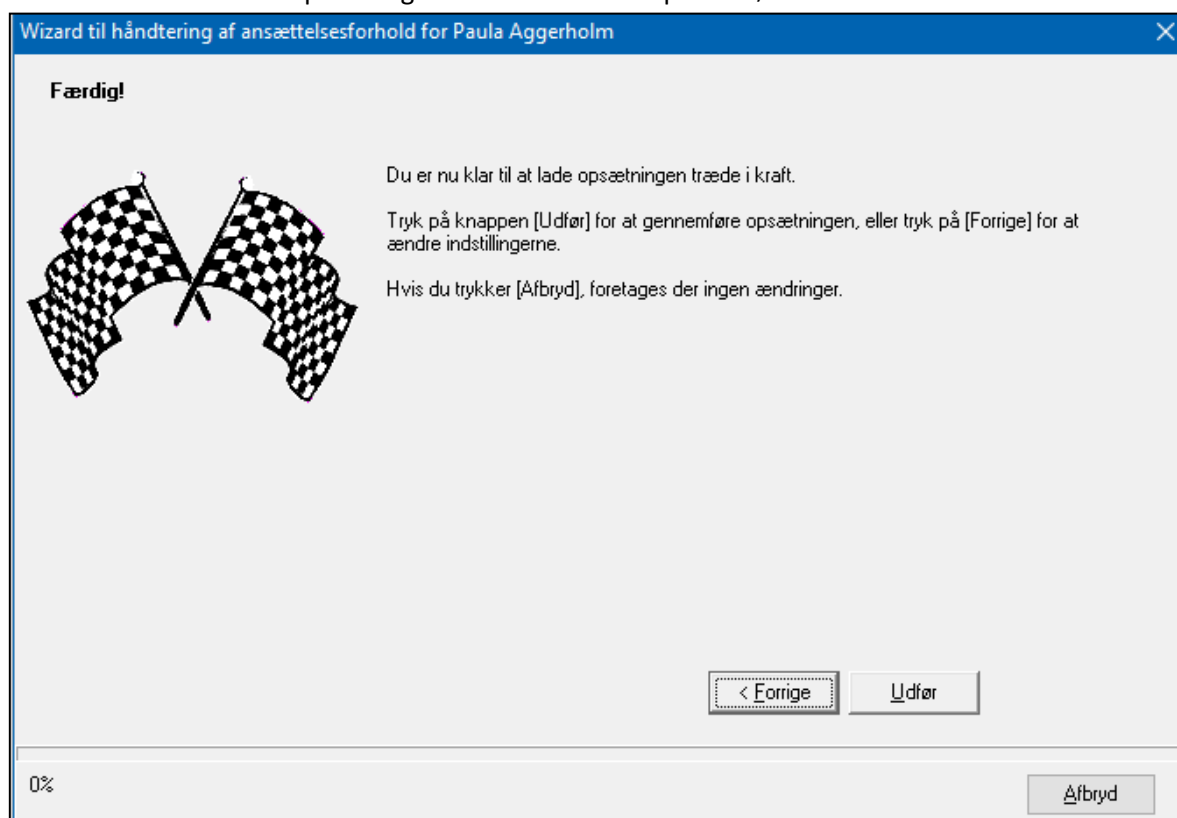 Wizard til håndtering af ansættelsesforhold for Paula Aggerholm
Færdig!
Du er nu klar til at lade opsætningen træde i kraft.
Tryk på knappen [Udfør] for at gennemføre opsætningen, eller tryk på [Forrige] for at
ændre indstillingerne.
Hvis du trykker [Afbryd], foretages der ingen ændringer.
< Forrige
Udfør
0%
Afbryd